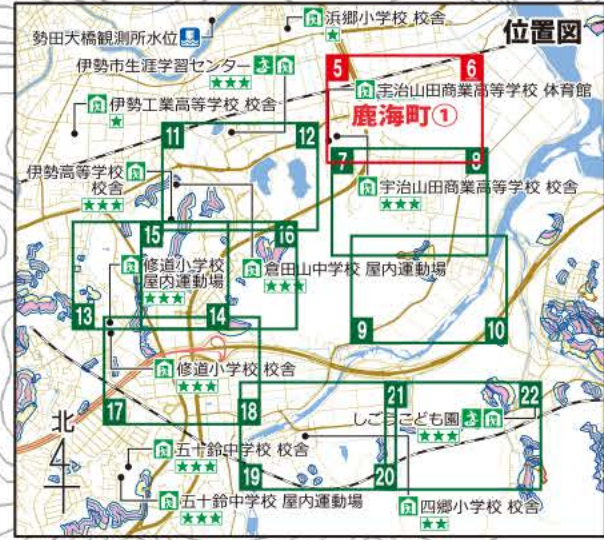 位置図
浜郷小学校 校舎
★
勢田大橋観測所水位
伊勢市生涯学習センター
★★★
伊勢工業高等学校 校舎
★
5
6
宇治山田商業高等学校 体育館
鹿海町①
11
12
7
8
伊勢高等学校
校舎
★★★
宇治山田商業高等学校 校舎
★★★
15
16
修道小学校
屋内運動場
★★★
倉田山中学校 屋内運動場
★★★
13
14
9
10
修道小学校 校舎
★★★
17
18
21
22
しごうこども園
★★★
北
五十鈴中学校 校舎
★★★
19
20
五十鈴中学校 屋内運動場
★★★
四郷小学校 校舎
★★